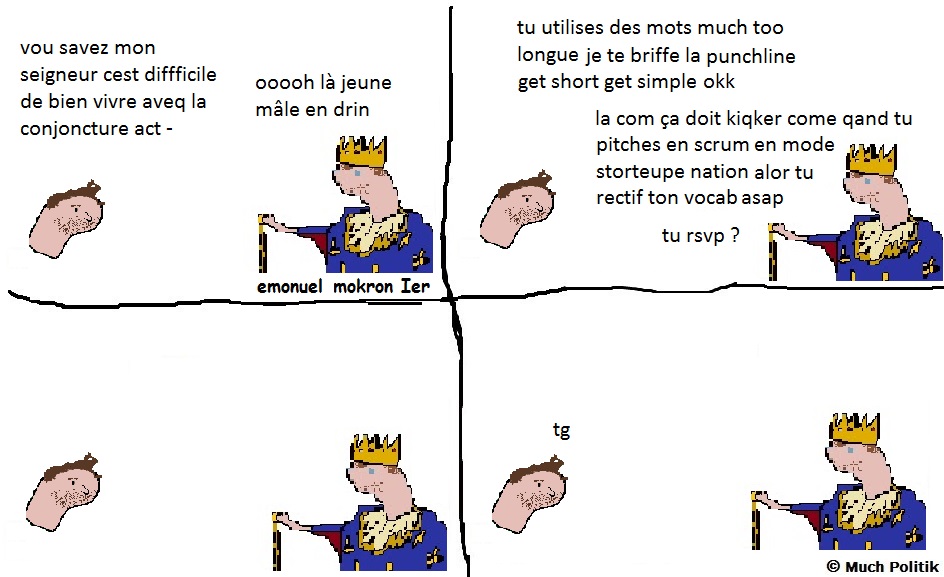 vou savez mon
seigneur cest diffficile
de bien vivre aveq la
conjoncture act -
ooooh là jeune
mâle en drin
emonuel mokron Ier
tu utilises des mots much too
longue je te briffe la punchline
get short get simple okk
la com ça doit kiqker come qand tu
pitches en scrum en mode
storteupe nation alor tu
rectif ton vocab asap
tu rsvp ?
tg
© Much Politik